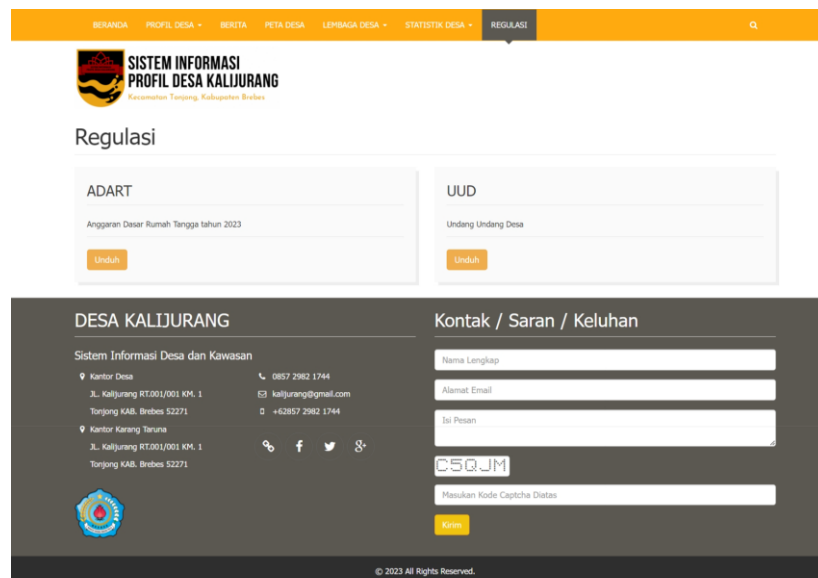 BERANDA PROFIL DESA BERITA PETA DESA LEMBAGA DESA STATISTIK DESA REGULASI
SISTEM INFORMASI
PROFIL DESA KALIJURANG
Kecamatan Tonjong, Kabupaten Brebes
Regulasi
ADART
Anggaran Dasar Rumah Tangga tahun 2023
Unduh
UUD
Undang Undang Desa
Unduh
DESA KALIJURANG
Sistem Informasi Desa dan Kawasan
Kantor Desa
JL. Kalijurang RT.001/001 KM. 1
Tonjong KAB. Brebes 52271
Kantor Karang Taruna
JL. Kalijurang RT.001/001 KM. 1
Tonjong KAB. Brebes 52271
0857 2982 1744
kalijurang@gmail.com
+62857 2982 1744
Kontak / Saran / Keluhan
Nama Lengkap
Alamat Email
Isi Pesan
C5QJM
Masukan Kode Captcha Diatas
Kirim
© 2023 All Rights Reserved.